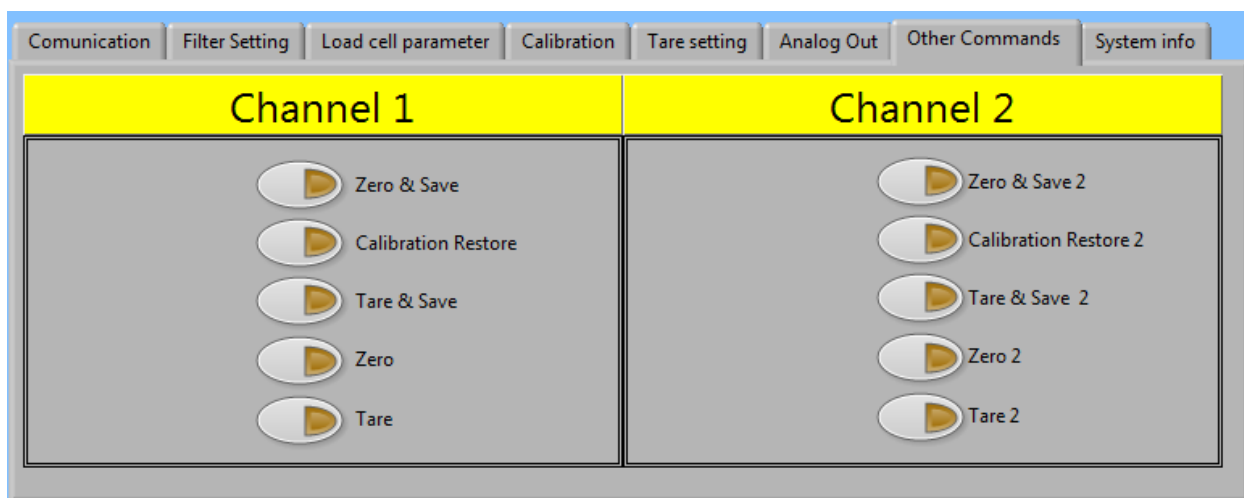 Comunication Filter Setting Load cell parameter Calibration Tare setting Analog Out Other Commands System info
Channel 1
Zero & Save
Calibration Restore
Tare & Save
Zero
Tare
Channel 2
Zero & Save 2
Calibration Restore 2
Tare & Save 2
Zero 2
Tare 2